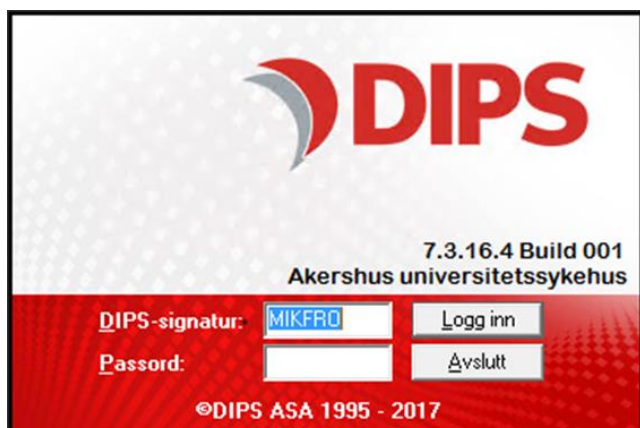 DIPS
7.3.16.4 Build 001
Akershus universitetssykehus
DIPS-signatur: MIKFRO Logg inn
Passord: Avslutt
©DIPS ASA 1995 - 2017